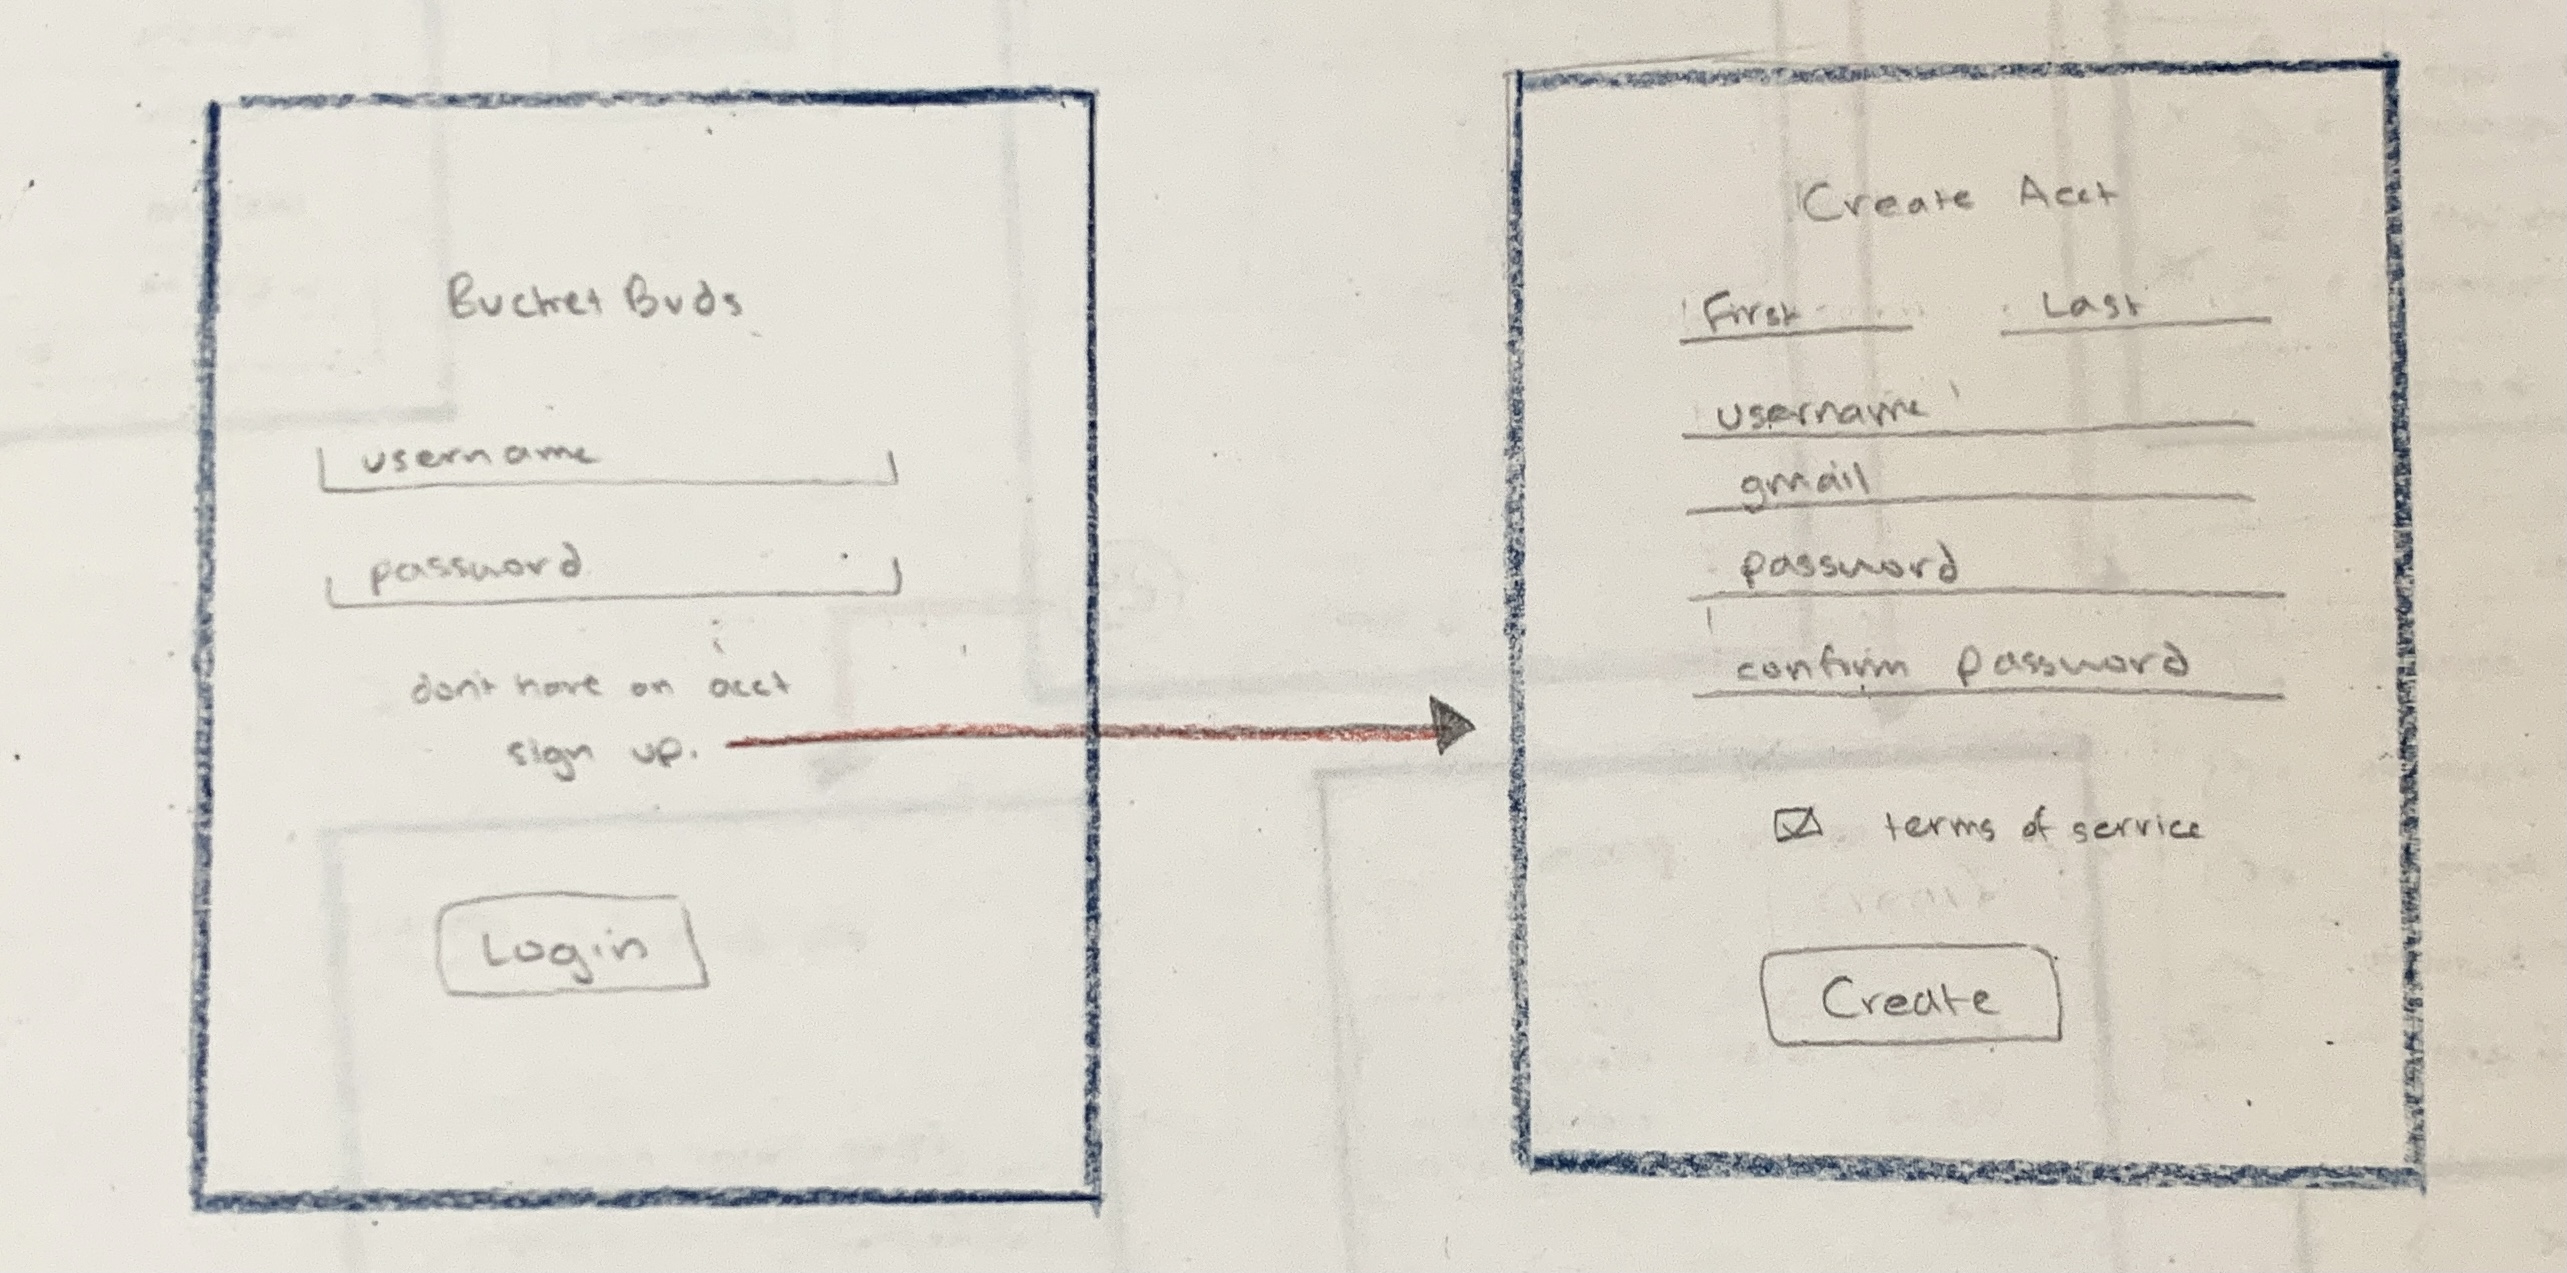 Bucket Buds
username
password
don't have an acct
sign up.
Login
Create Acct
First Last
username
gmail
password
confirm password
terms of service
Create